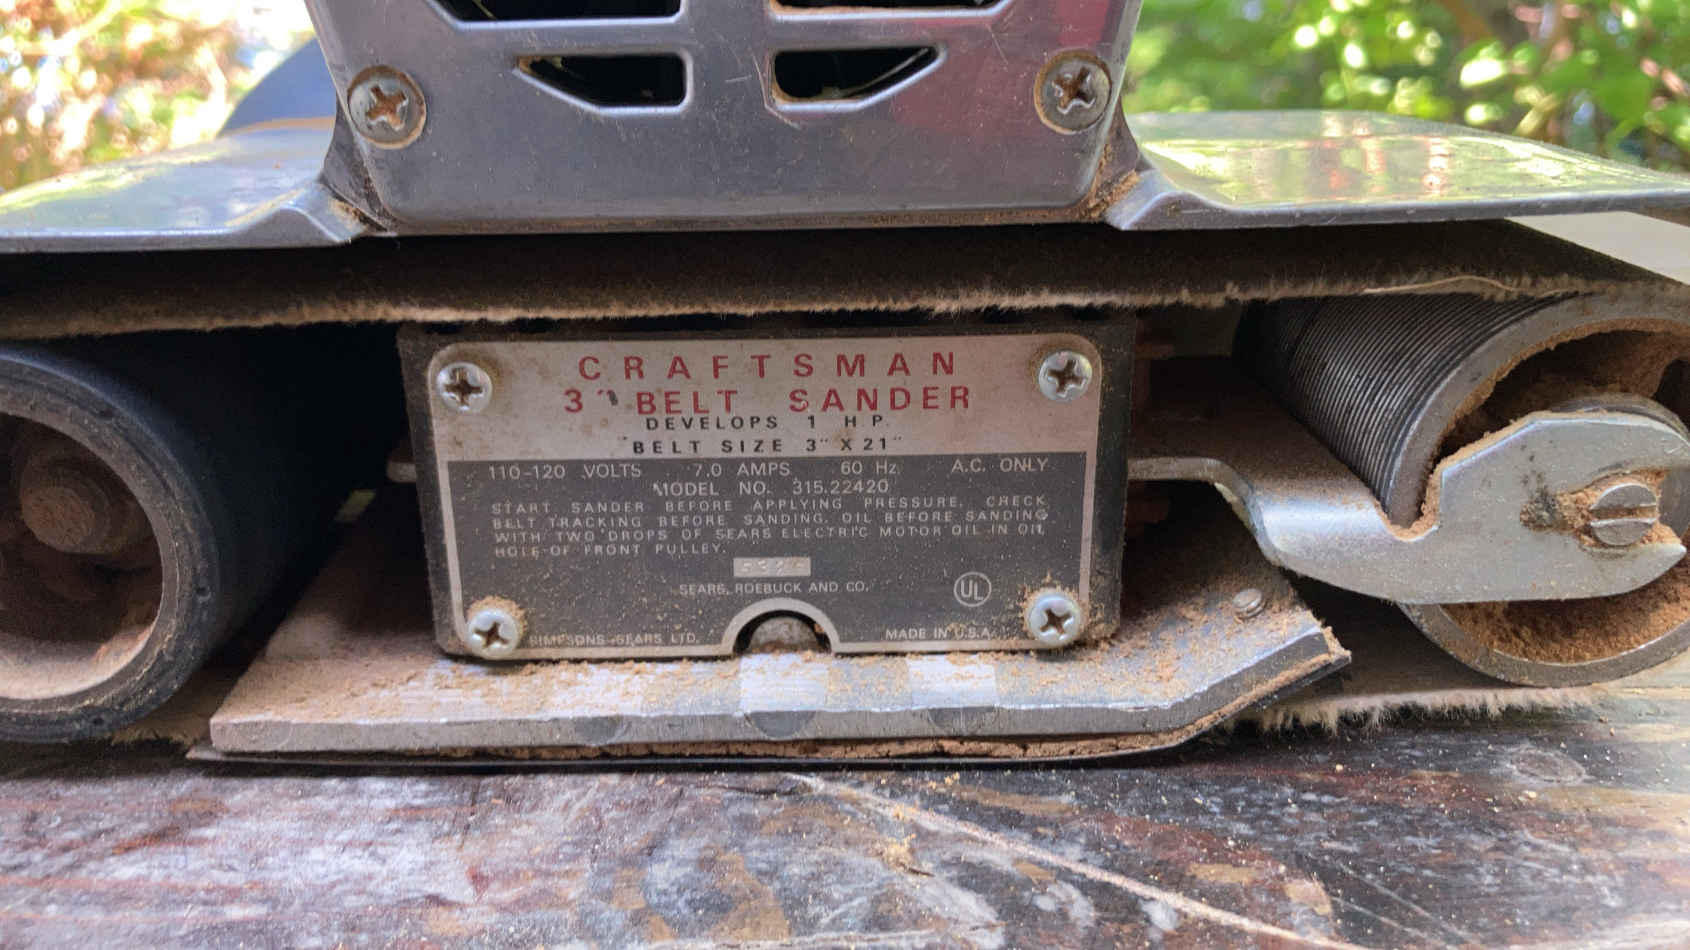 CRAFTSMAN
3" BELT SANDER
DEVELOPS 1 H P.
BELT SIZE 3" X 21"
110-120 VOLTS 7.0 AMPS 60 Hz. A.C. ONLY
MODEL NO. 315.22420
START SANDER BEFORE APPLYING PRESSURE. CHECK
BELT TRACKING BEFORE SANDING. OIL BEFORE SANDING
WITH TWO DROPS OF SEARS ELECTRIC MOTOR OIL IN OIL
HOLE OF FRONT PULLEY.
SEARS, ROEBUCK AND CO.
UL
SIMPSONS-SEARS LTD.
MADE IN U.S.A.